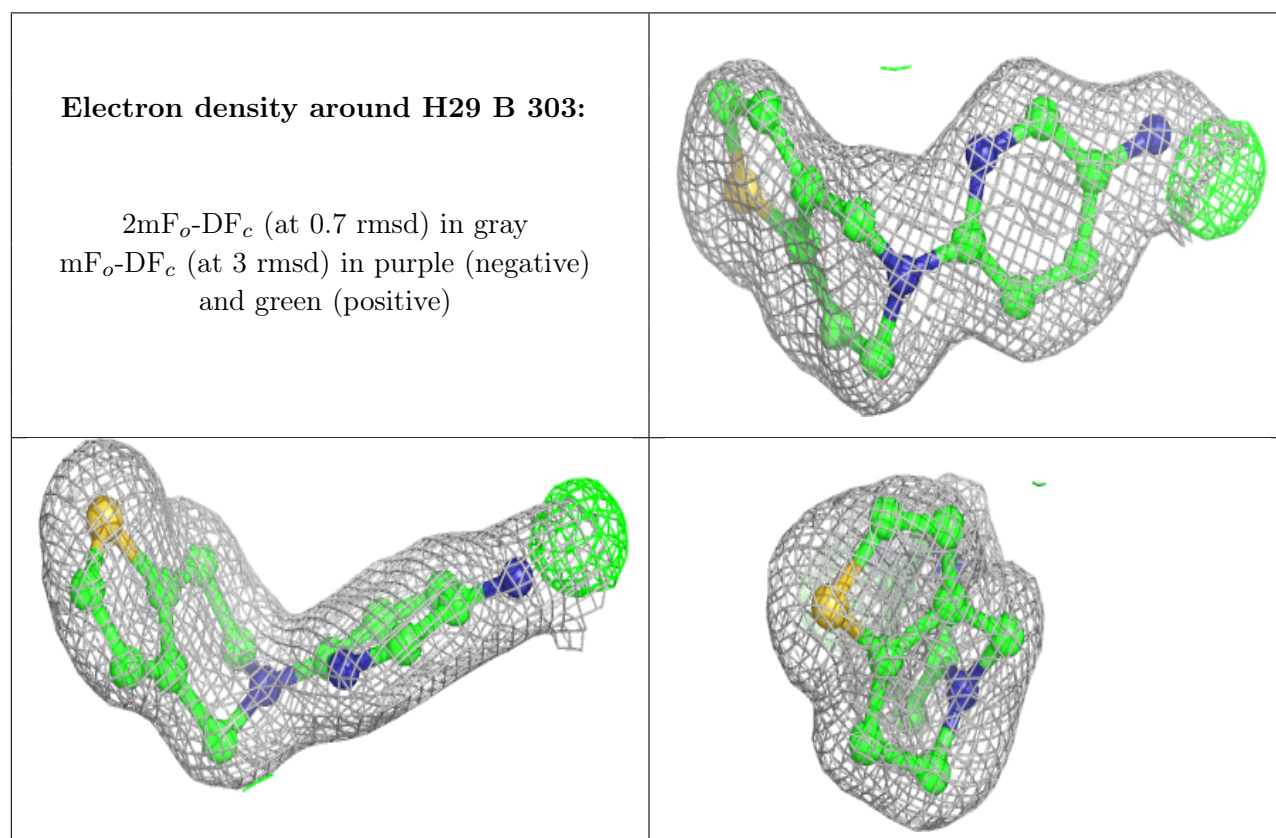 Electron density around H29 B 303:
2mFo-DFc (at 0.7 rmsd) in gray
mFo-DFc (at 3 rmsd) in purple (negative)
and green (positive)